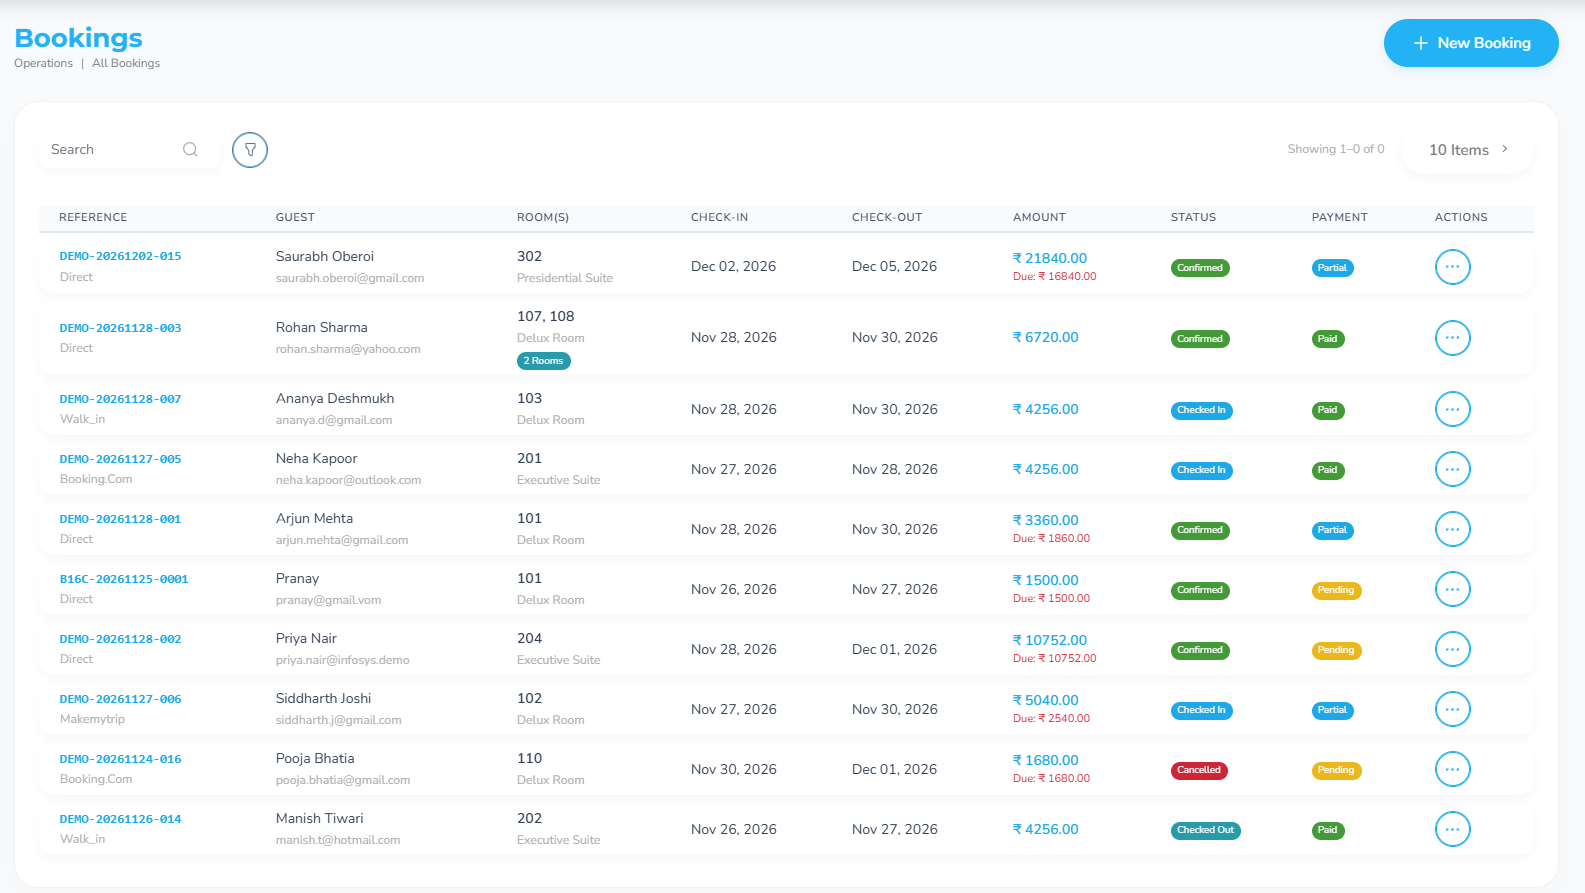 Bookings
Operations | All Bookings
+ New Booking
Search
Showing 1–0 of 0
10 Items
REFERENCE GUEST ROOM(S) CHECK-IN CHECK-OUT AMOUNT STATUS PAYMENT ACTIONS
DEMO-20261202-015 Saurabh Oberoi 302 Dec 02, 2026 Dec 05, 2026 ₹ 21840.00 Confirmed Partial
Direct saurabh.oberoi@gmail.com Presidential Suite Due: ₹ 16840.00
DEMO-20261128-003 Rohan Sharma 107, 108 Nov 28, 2026 Nov 30, 2026 ₹ 6720.00 Confirmed Paid
Direct rohan.sharma@yahoo.com Delux Room
2 Rooms
DEMO-20261128-007 Ananya Deshmukh 103 Nov 28, 2026 Nov 30, 2026 ₹ 4256.00 Checked In Paid
Walk_in ananya.d@gmail.com Delux Room
DEMO-20261127-005 Neha Kapoor 201 Nov 27, 2026 Nov 28, 2026 ₹ 4256.00 Checked In Paid
Booking.Com neha.kapoor@outlook.com Executive Suite
DEMO-20261128-001 Arjun Mehta 101 Nov 28, 2026 Nov 30, 2026 ₹ 3360.00 Confirmed Partial
Direct arjun.mehta@gmail.com Delux Room Due: ₹ 1860.00
B16C-20261125-0001 Pranay 101 Nov 26, 2026 Nov 27, 2026 ₹ 1500.00 Confirmed Pending
Direct pranay@gmail.vom Delux Room Due: ₹ 1500.00
DEMO-20261128-002 Priya Nair 204 Nov 28, 2026 Dec 01, 2026 ₹ 10752.00 Confirmed Pending
Direct priya.nair@infosys.demo Executive Suite Due: ₹ 10752.00
DEMO-20261127-006 Siddharth Joshi 102 Nov 27, 2026 Nov 30, 2026 ₹ 5040.00 Checked In Partial
Makemytrip siddharth.j@gmail.com Delux Room Due: ₹ 2540.00
DEMO-20261124-016 Pooja Bhatia 110 Nov 30, 2026 Dec 01, 2026 ₹ 1680.00 Cancelled Pending
Booking.Com pooja.bhatia@gmail.com Delux Room Due: ₹ 1680.00
DEMO-20261126-014 Manish Tiwari 202 Nov 26, 2026 Nov 27, 2026 ₹ 4256.00 Checked Out Paid
Walk_in manish.t@hotmail.com Executive Suite